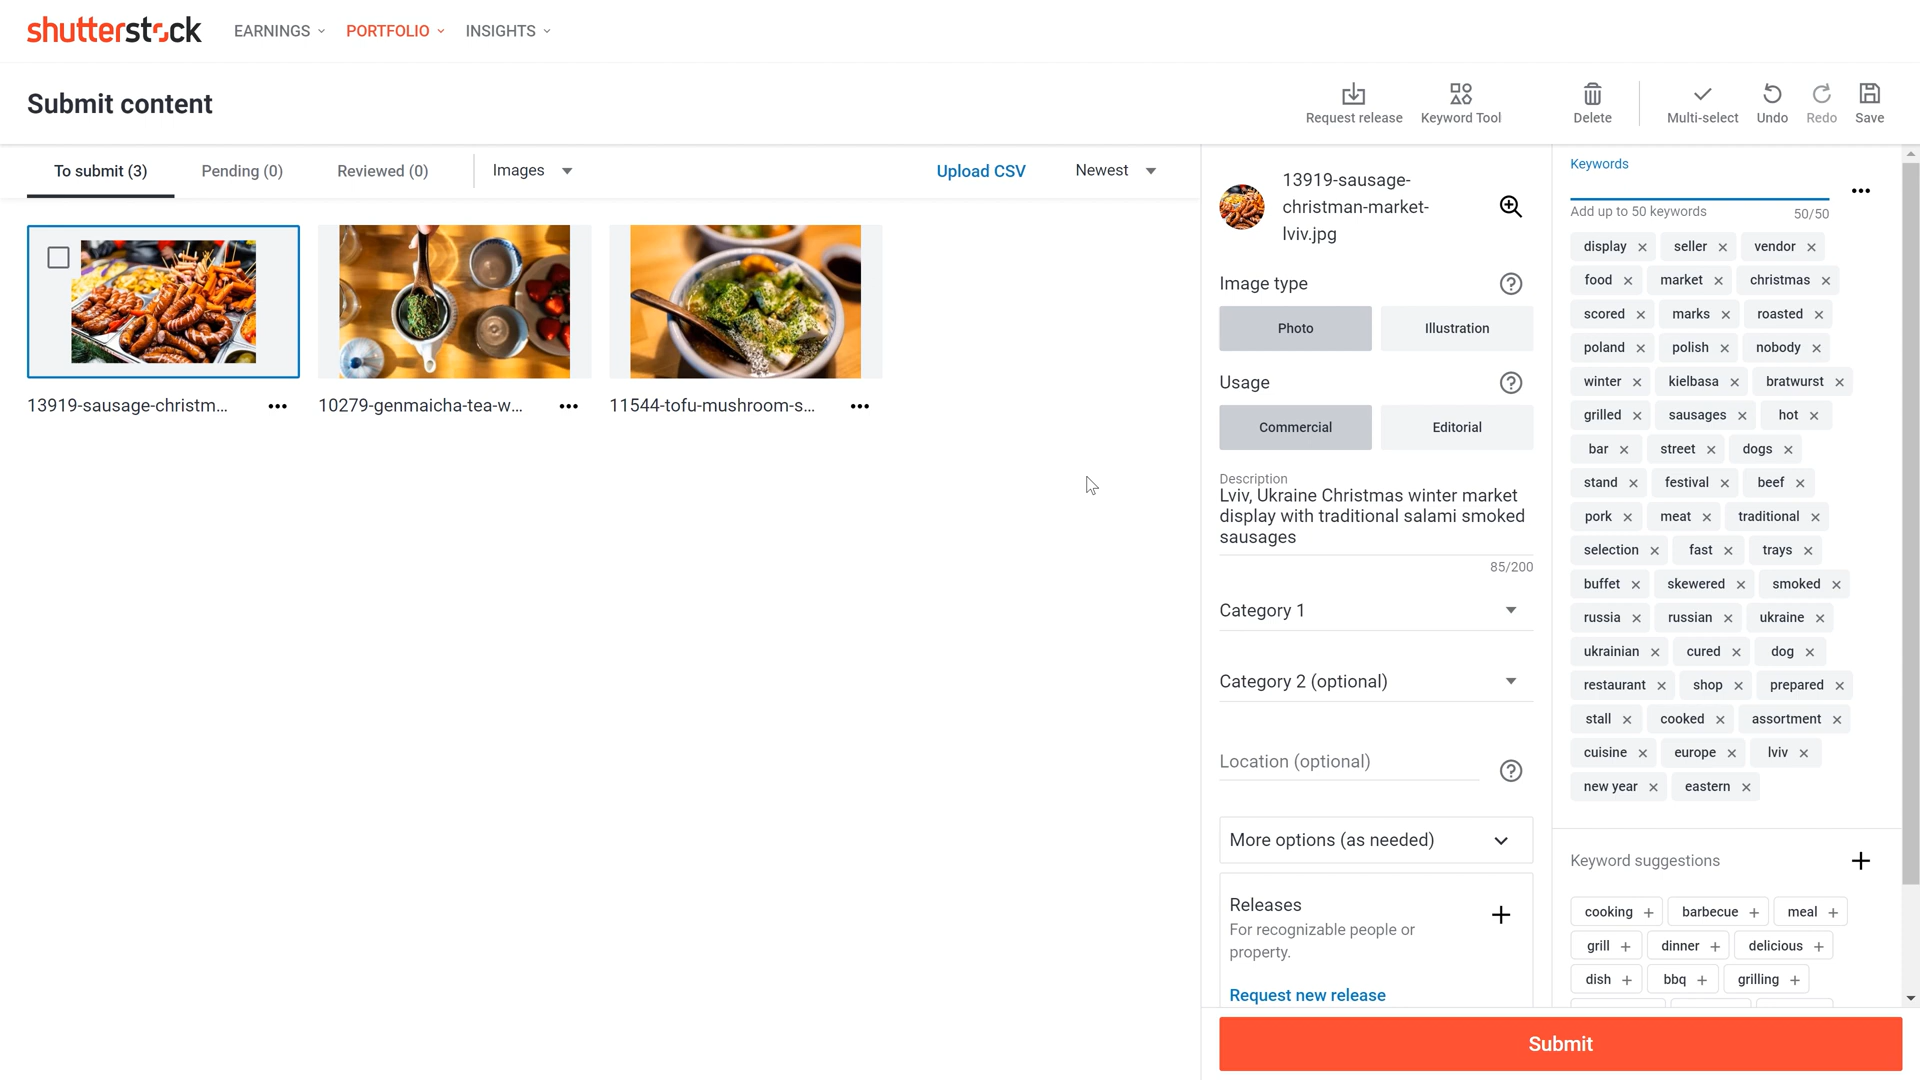 shutterstock
EARNINGS
PORTFOLIO
INSIGHTS
Submit content
Request release
Keyword Tool
Delete
Multi-select
Undo
Redo
Save
To submit (3)
Pending (0)
Reviewed (0)
Images
Upload CSV
Newest
13919-sausage-christm...
10279-genmaicha-tea-w...
11544-tofu-mushroom-s...
13919-sausage-
christman-market-
lviv.jpg
Image type
Photo
Illustration
Usage
Commercial
Editorial
Description
Lviv, Ukraine Christmas winter market
display with traditional salami smoked
sausages
85/200
Category 1
Category 2 (optional)
Location (optional)
More options (as needed)
Releases
For recognizable people or
property.
Request new release
Keywords
Add up to 50 keywords 50/50
display seller vendor
food market christmas
scored marks roasted
poland polish nobody
winter kielbasa bratwurst
grilled sausages hot
bar street dogs
stand festival beef
pork meat traditional
selection fast trays
buffet skewered smoked
russia russian ukraine
ukrainian cured dog
restaurant shop prepared
stall cooked assortment
cuisine europe lviv
new year eastern
Keyword suggestions
cooking barbecue meal
grill dinner delicious
dish bbq grilling
Submit